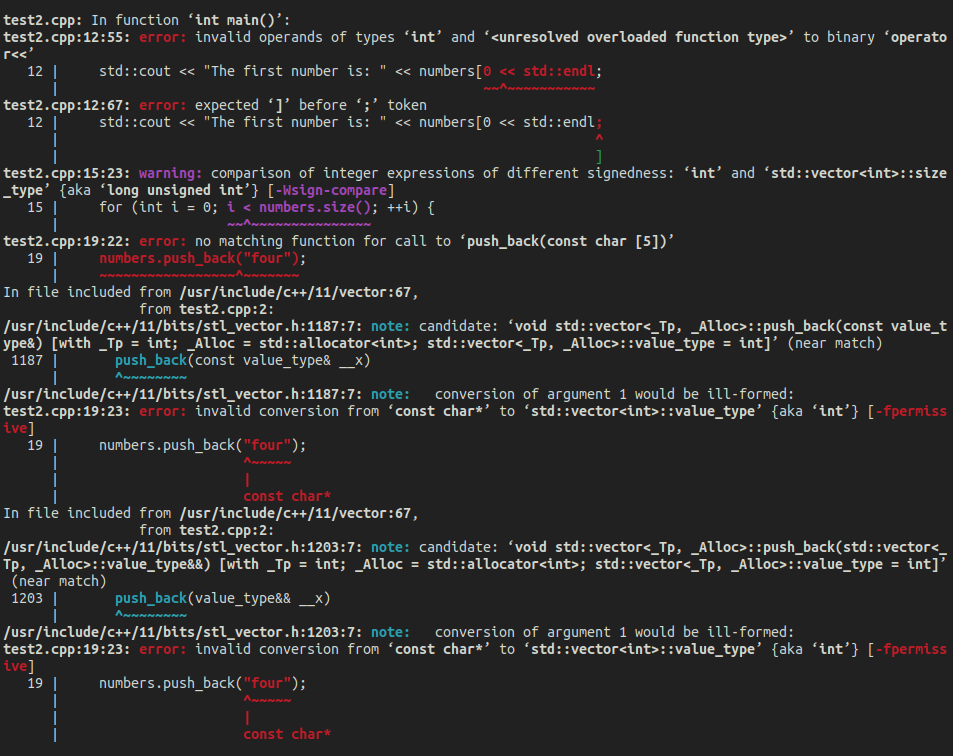 test2.cpp: In function ‘int main()’:
test2.cpp:12:55: error: invalid operands of types ‘int’ and ‘<unresolved overloaded function type>’ to binary ‘operato
r<<’
   12 |     std::cout << "The first number is: " << numbers[0 << std::endl;
      |                                                     ~~^~~~~~~~~~~~
test2.cpp:12:67: error: expected ‘]’ before ‘;’ token
   12 |     std::cout << "The first number is: " << numbers[0 << std::endl;
      |                                                                   ^
      |                                                                   ]
test2.cpp:15:23: warning: comparison of integer expressions of different signedness: ‘int’ and ‘std::vector<int>::size
_type’ {aka ‘long unsigned int’} [-Wsign-compare]
   15 |     for (int i = 0; i < numbers.size(); ++i) {
      |                     ~~^~~~~~~~~~~~~~~~
test2.cpp:19:22: error: no matching function for call to ‘push_back(const char [5])’
   19 |     numbers.push_back("four");
      |     ~~~~~~~~~~~~~~~~~^~~~~~~~
In file included from /usr/include/c++/11/vector:67,
                 from test2.cpp:2:
/usr/include/c++/11/bits/stl_vector.h:1187:7: note: candidate: ‘void std::vector<_Tp, _Alloc>::push_back(const value_t
ype&) [with _Tp = int; _Alloc = std::allocator<int>; std::vector<_Tp, _Alloc>::value_type = int]’ (near match)
 1187 |       push_back(const value_type& __x)
      |       ^~~~~~~~~
/usr/include/c++/11/bits/stl_vector.h:1187:7: note:   conversion of argument 1 would be ill-formed:
test2.cpp:19:23: error: invalid conversion from ‘const char*’ to ‘std::vector<int>::value_type’ {aka ‘int’} [-fpermiss
ive]
   19 |     numbers.push_back("four");
      |                       ^~~~~~
      |                       |
      |                       const char*
In file included from /usr/include/c++/11/vector:67,
                 from test2.cpp:2:
/usr/include/c++/11/bits/stl_vector.h:1203:7: note: candidate: ‘void std::vector<_Tp, _Alloc>::push_back(std::vector<_
Tp, _Alloc>::value_type&&) [with _Tp = int; _Alloc = std::allocator<int>; std::vector<_Tp, _Alloc>::value_type = int]’
 (near match)
 1203 |       push_back(value_type&& __x)
      |       ^~~~~~~~~
/usr/include/c++/11/bits/stl_vector.h:1203:7: note:   conversion of argument 1 would be ill-formed:
test2.cpp:19:23: error: invalid conversion from ‘const char*’ to ‘std::vector<int>::value_type’ {aka ‘int’} [-fpermiss
ive]
   19 |     numbers.push_back("four");
      |                       ^~~~~~
      |                       |
      |                       const char*